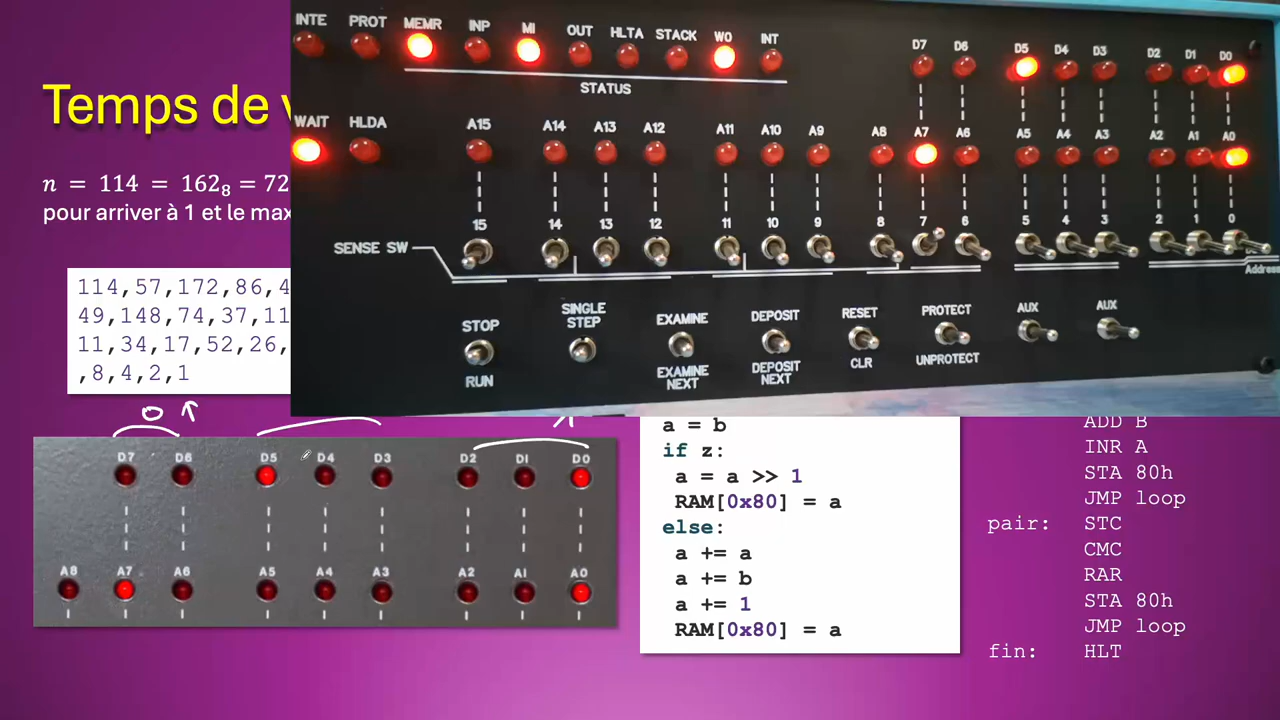 Temps de
n = 114 = 162₈ = 72
pour arriver à 1 et le max
114,57,172,86,4
49,148,74,37,11
11,34,17,52,26,
,8,4,2,1
0
INTE PROT MEMR INP MI OUT HLTA STACK WO INT
STATUS
D7 D6 D5 D4 D3 D2 D1 D0
WAIT HLDA A15 A14 A13 A12 A11 A10 A9 A8 A7 A6 A5 A4 A3 A2 A1 A0
SENSE SW
15 14 13 12 11 10 9 8 7 6 5 4 3 2 1 0
Address
STOP
RUN
SINGLE
STEP
EXAMINE
EXAMINE
NEXT
DEPOSIT
DEPOSIT
NEXT
RESET
CLR
PROTECT
UNPROTECT
AUX
AUX
D7 D6 D5 D4 D3 D2 D1 D0
A8 A7 A6 A5 A4 A3 A2 A1 A0
a = b
if z:
a = a >> 1
RAM[0x80] = a
else:
a += a
a += b
a += 1
RAM[0x80] = a
ADD B
INR A
STA 80h
JMP loop
pair: STC
CMC
RAR
STA 80h
JMP loop
fin: HLT